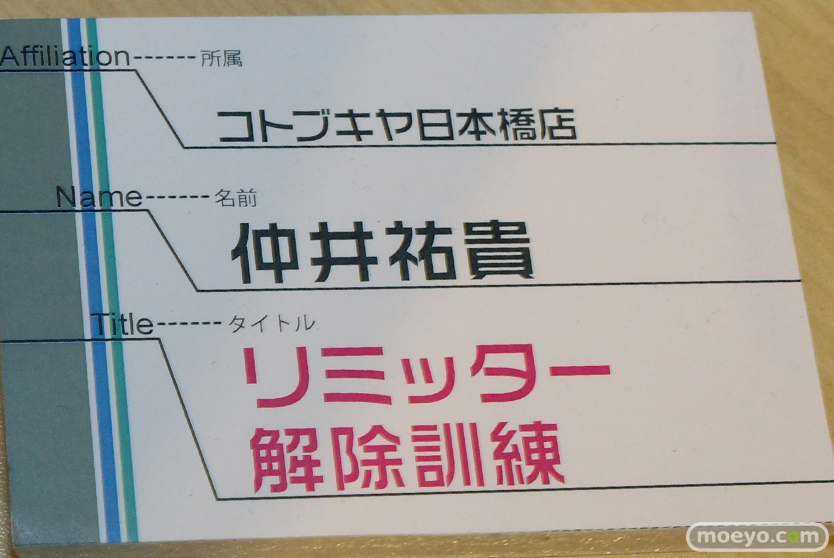 Affiliation------所属
コトブキヤ日本橋店
Name------名前
仲井祐貴
Title------タイトル
リミッター
解除訓練
moeyo.com